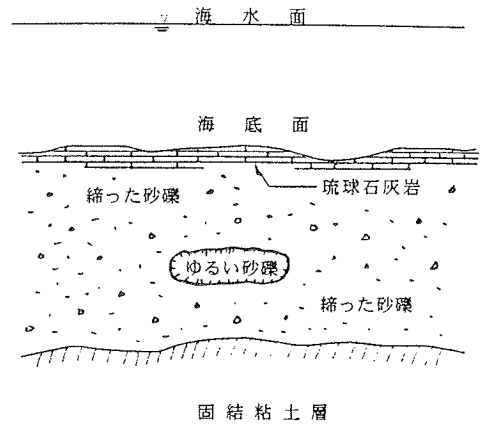 海水面
海底面
琉球石灰岩
締った砂礫
ゆるい砂礫
締った砂礫
固結粘土層